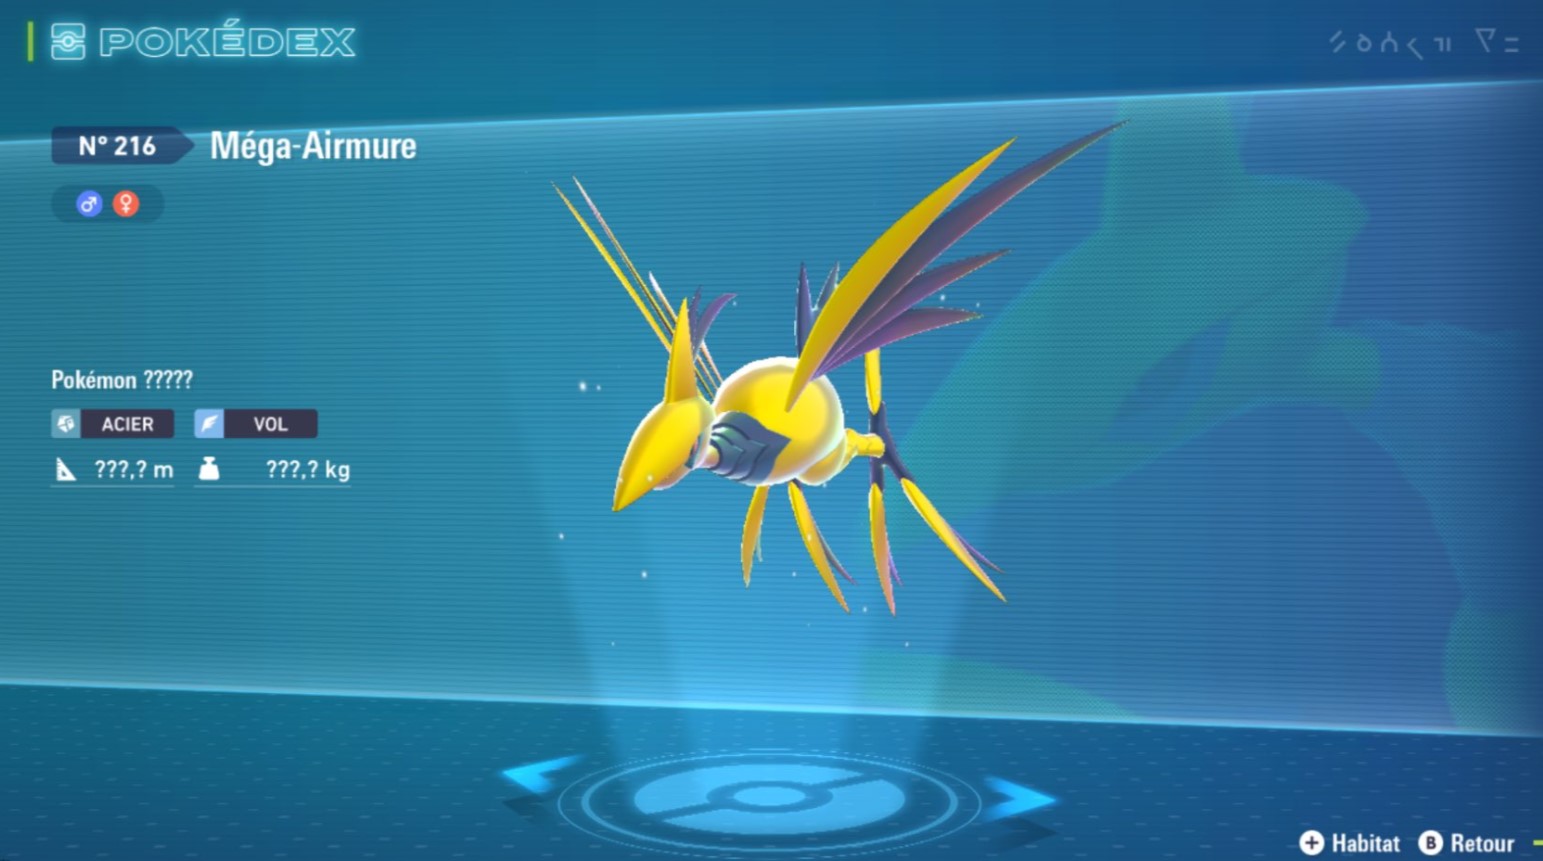 POKÉDEX
N° 216 Méga-Airmure
Pokémon ?????
ACIER VOL
???,? m ???,? kg
+ Habitat B Retour